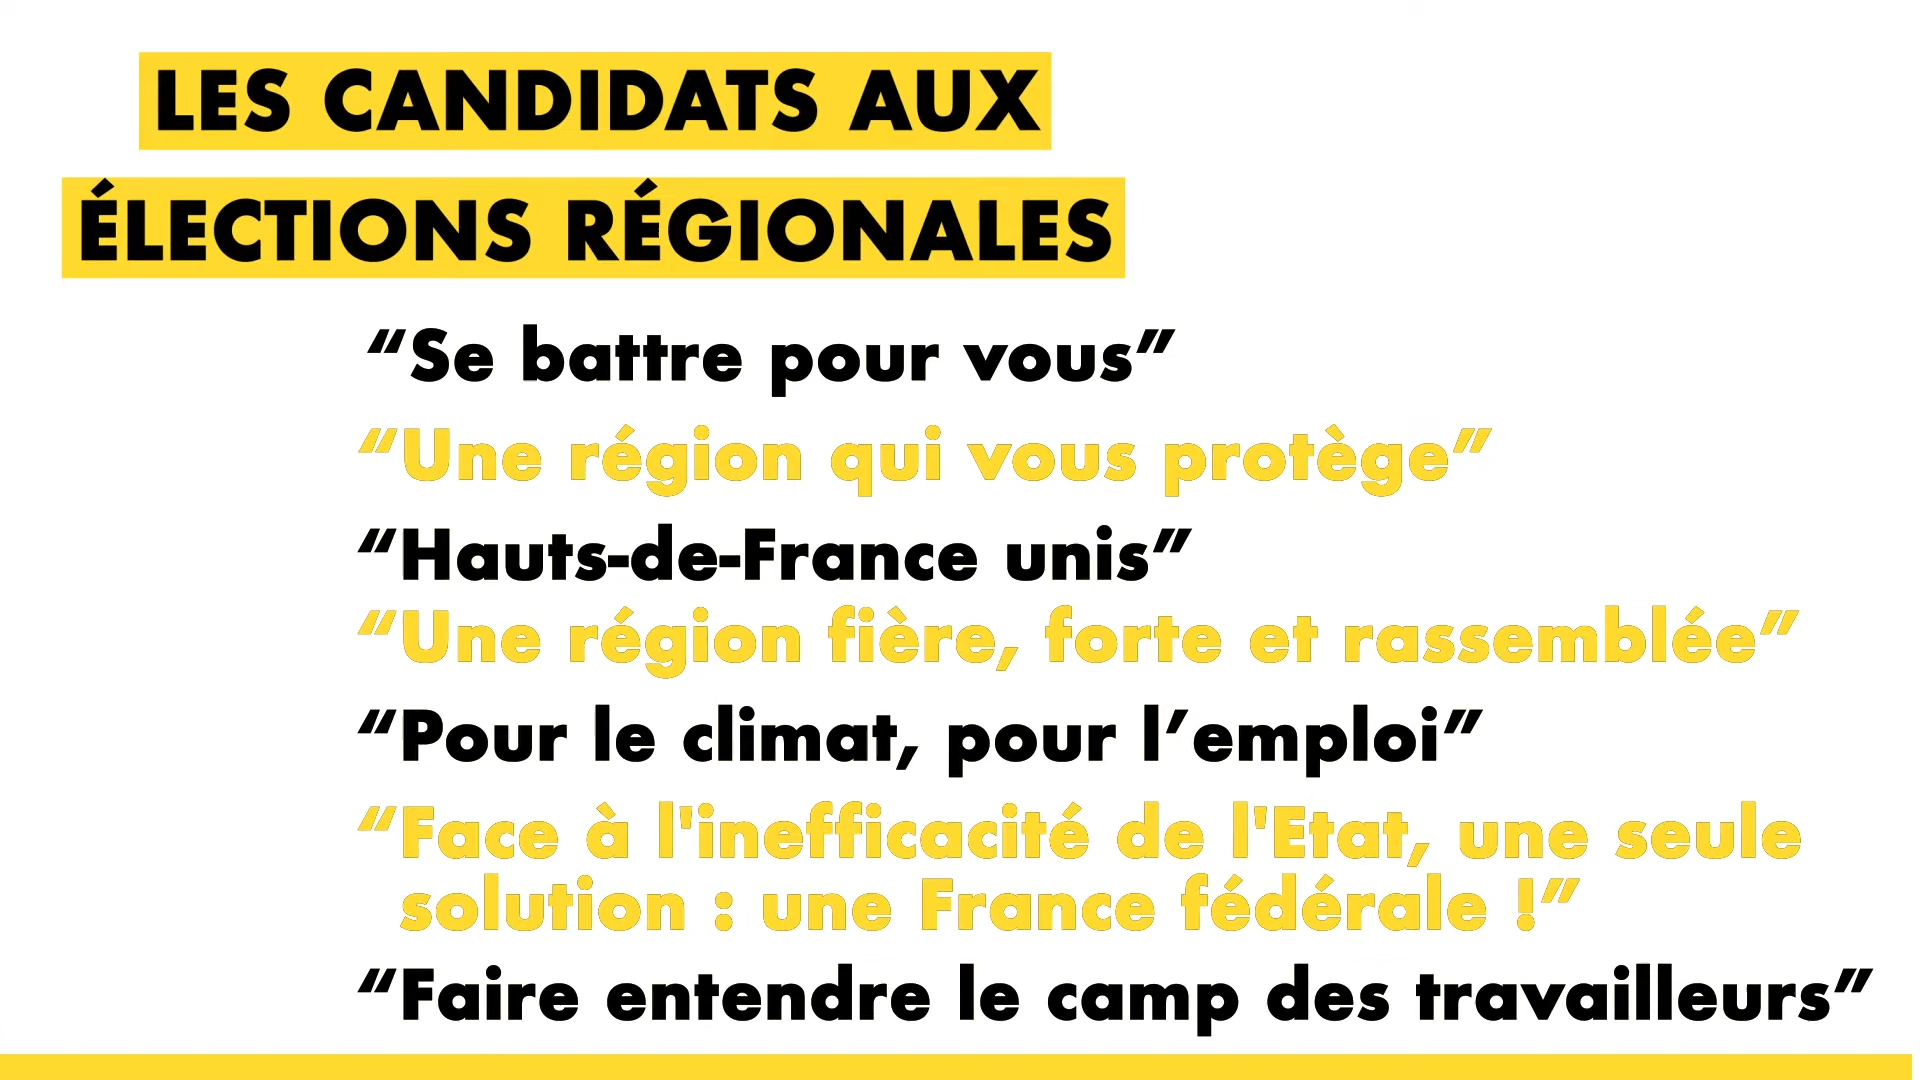 LES CANDIDATS AUX
ÉLECTIONS RÉGIONALES
“Se battre pour vous”
“Une région qui vous protège”
“Hauts-de-France unis”
“Une région fière, forte et rassemblée”
“Pour le climat, pour l’emploi”
“Face à l'inefficacité de l'Etat, une seule
solution : une France fédérale !”
“Faire entendre le camp des travailleurs”